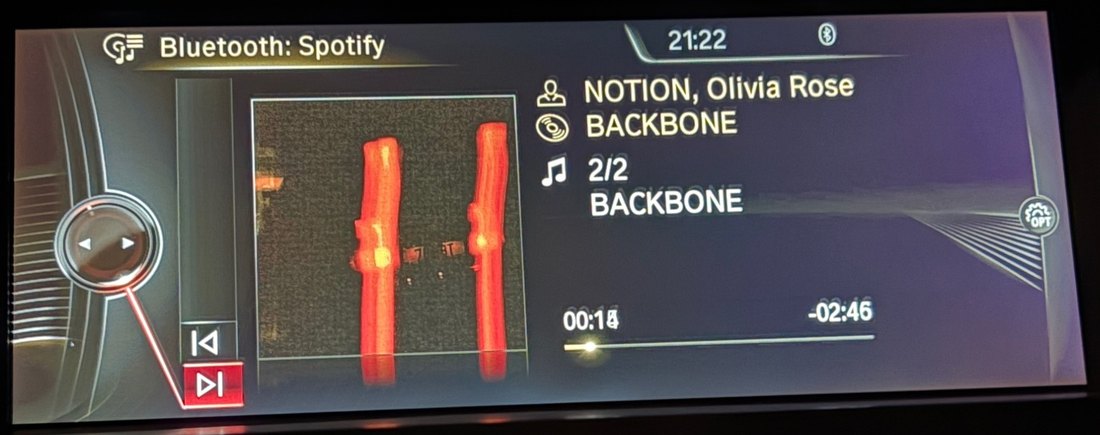 Bluetooth: Spotify
21:22
NOTION, Olivia Rose
BACKBONE
2/2
BACKBONE
-02:46
OPT